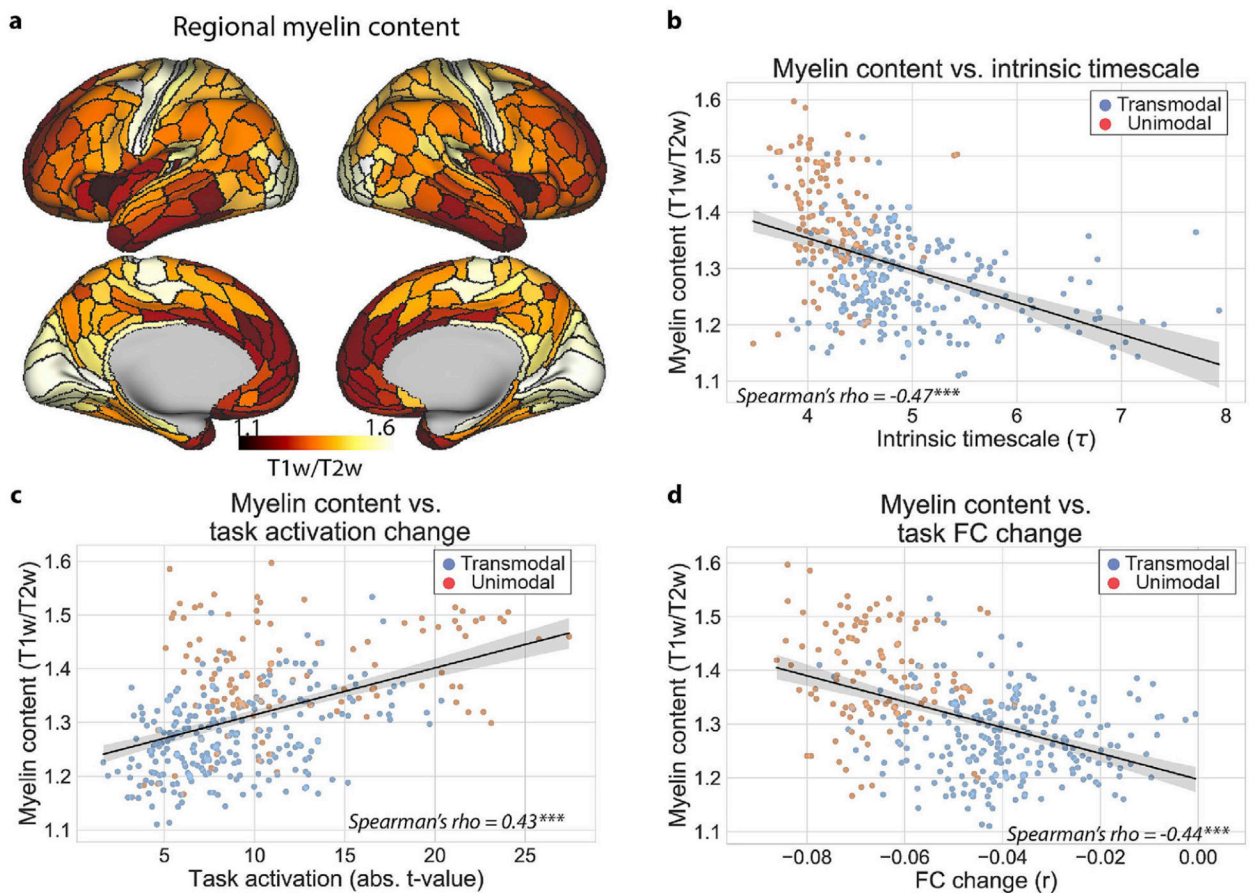 a
Regional myelin content
1.1
1.6
T1w/T2w
b
Myelin content vs. intrinsic timescale
Transmodal
Unimodal
Myelin content (T1w/T2w)
1.6
1.5
1.4
1.3
1.2
1.1
Spearman's rho = -0.47***
4 5 6 7 8
Intrinsic timescale (τ)
c
Myelin content vs.
task activation change
Transmodal
Unimodal
Myelin content (T1w/T2w)
1.6
1.5
1.4
1.3
1.2
1.1
Spearman's rho = 0.43***
5 10 15 20 25
Task activation (abs. t-value)
d
Myelin content vs.
task FC change
Transmodal
Unimodal
Myelin content (T1w/T2w)
1.6
1.5
1.4
1.3
1.2
1.1
Spearman's rho = -0.44***
−0.08 −0.06 −0.04 −0.02 0.00
FC change (r)